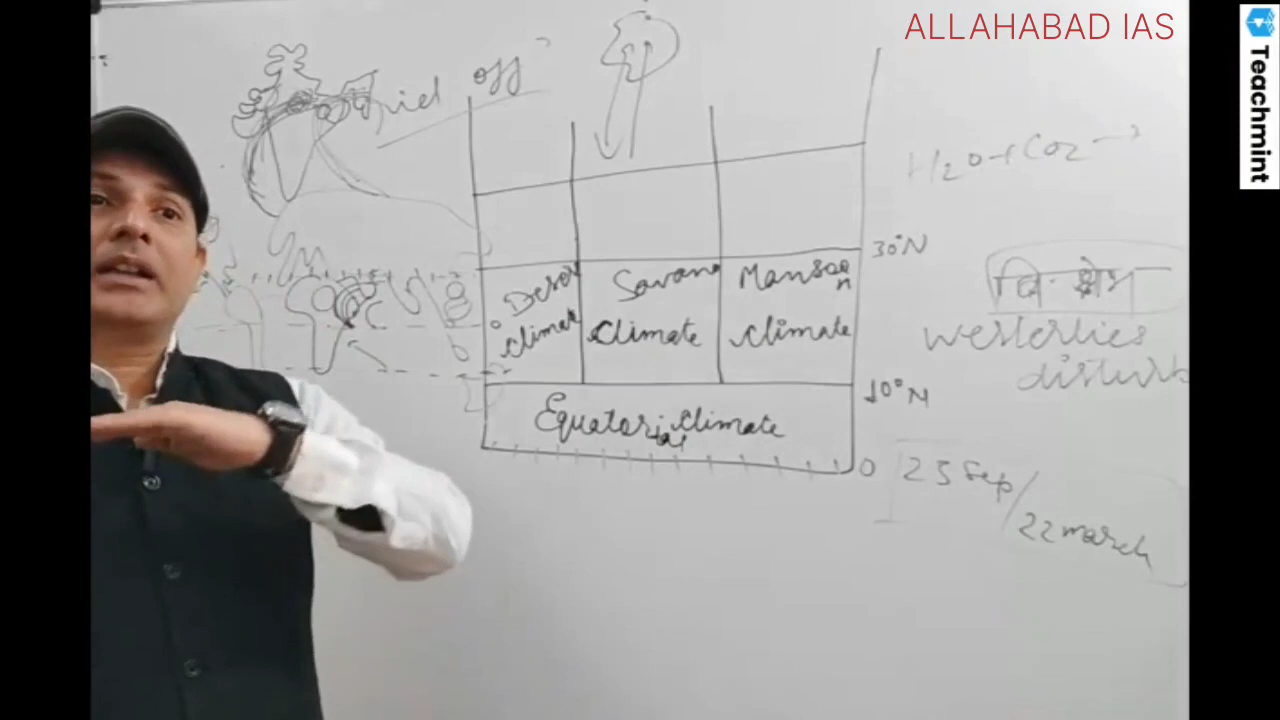 ALLAHABAD IAS
Teachmint
off
H2O + CO2 →
30°N
Desert
climate
Savana
climate
Mansoon
climate
westerlies
disturb
10°N
Equatorial climate
0
23 Sep/
22 march